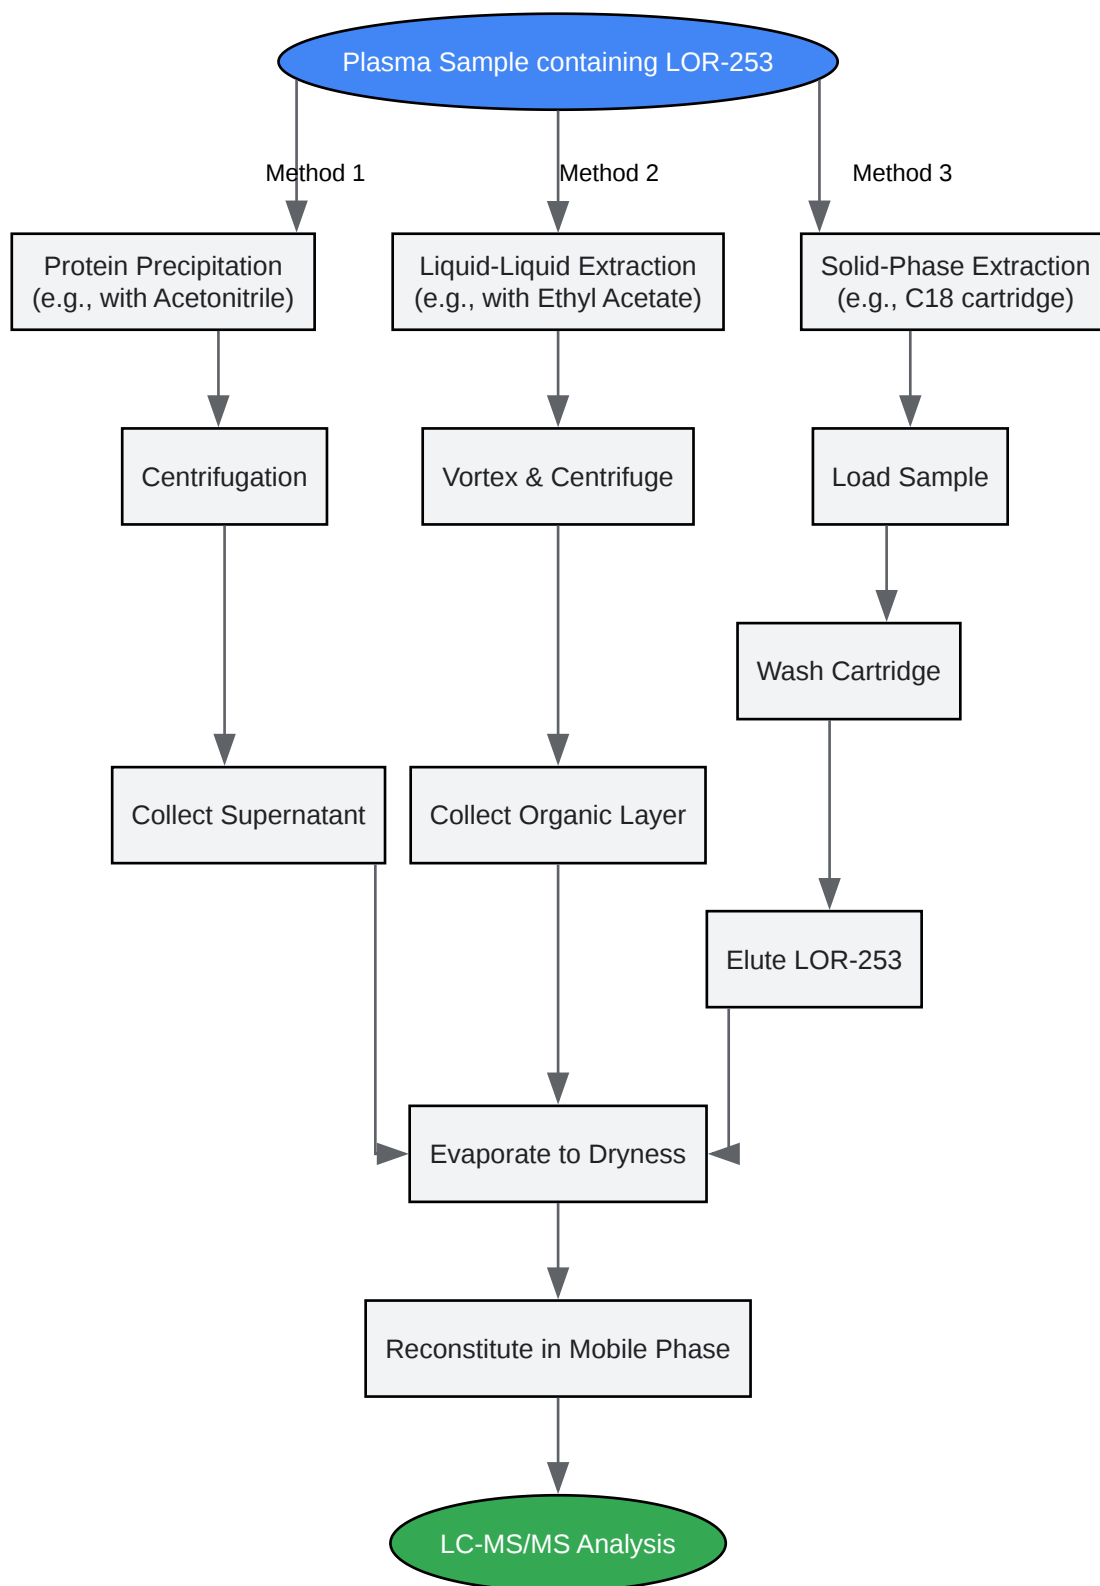 Plasma Sample containing LOR-253
Method 1
Method 2
Method 3
Protein Precipitation
(e.g., with Acetonitrile)
Liquid-Liquid Extraction
(e.g., with Ethyl Acetate)
Solid-Phase Extraction
(e.g., C18 cartridge)
Centrifugation
Vortex & Centrifuge
Load Sample
Wash Cartridge
Collect Supernatant
Collect Organic Layer
Elute LOR-253
Evaporate to Dryness
Reconstitute in Mobile Phase
LC-MS/MS Analysis